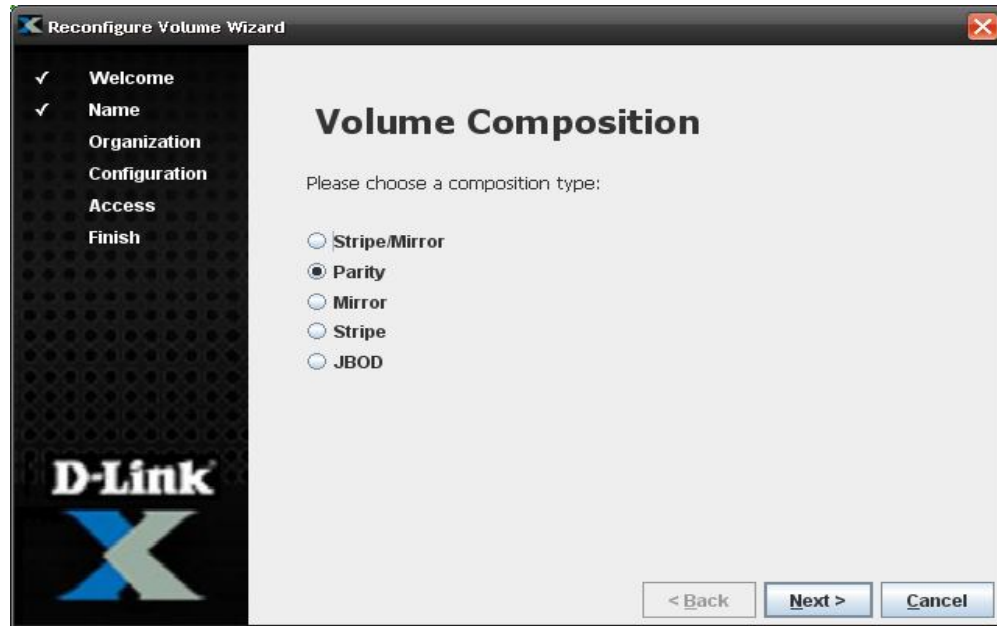 Reconfigure Volume Wizard
Welcome
Name
Organization
Configuration
Access
Finish
D-Link
Volume Composition
Please choose a composition type:
Stripe/Mirror
Parity
Mirror
Stripe
JBOD
< Back
Next >
Cancel